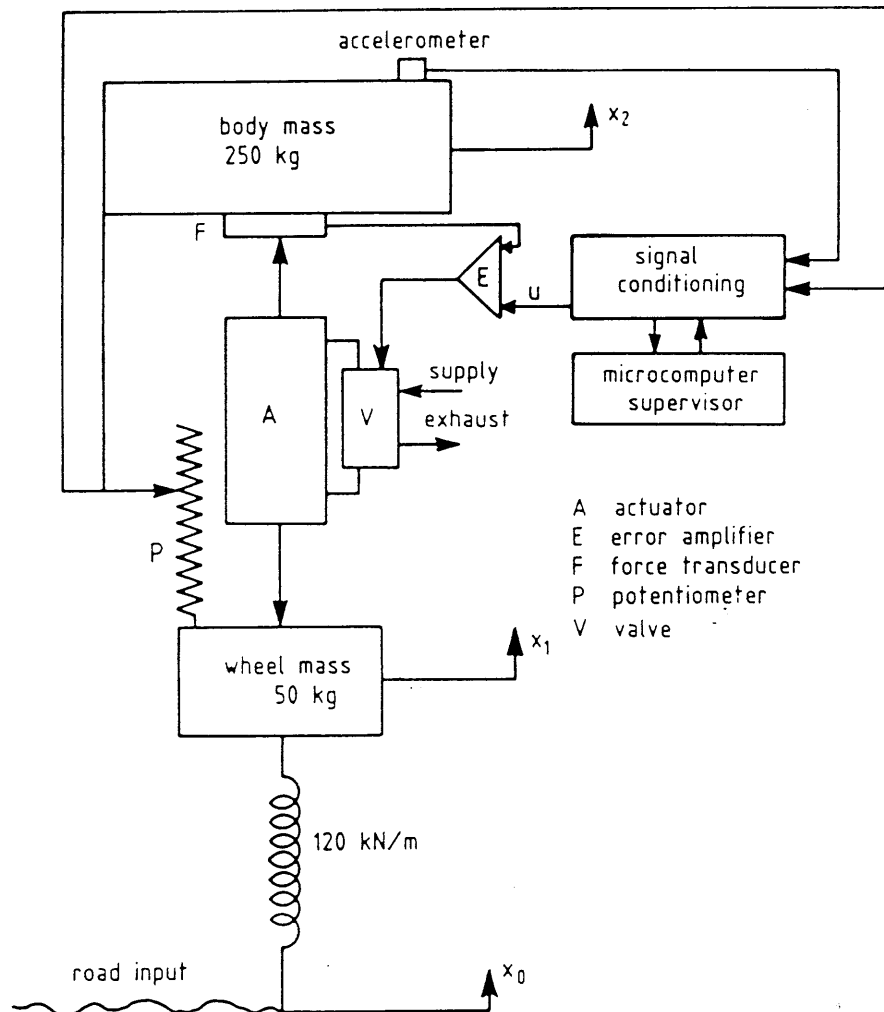 accelerometer
body mass
250 kg
x2
F
E
u
signal
conditioning
microcomputer
supervisor
supply
exhaust
A
V
P
A actuator
E error amplifier
F force transducer
P potentiometer
V valve
wheel mass
50 kg
x1
120 kN/m
road input
x0